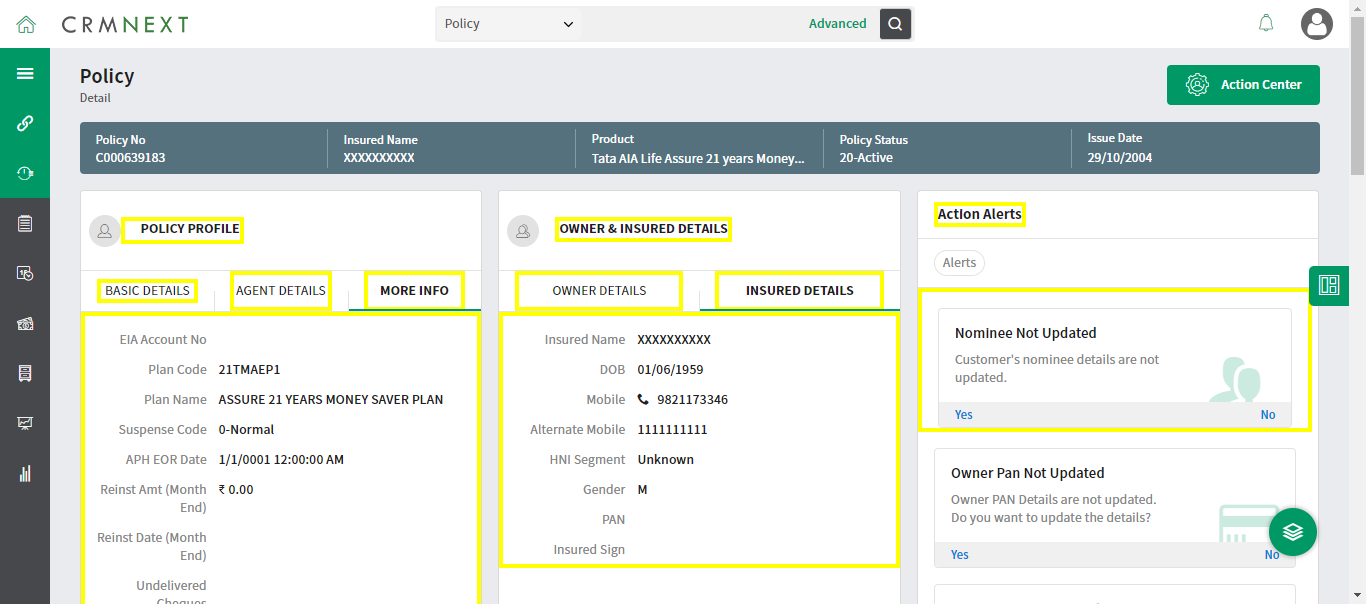 CRMNEXT
Policy
Advanced
Policy
Detail
Action Center
Policy No
C000639183
Insured Name
XXXXXXXXXX
Product
Tata AIA Life Assure 21 years Money...
Policy Status
20-Active
Issue Date
29/10/2004
POLICY PROFILE
BASIC DETAILS
AGENT DETAILS
MORE INFO
EIA Account No
Plan Code 21TMAEP1
Plan Name ASSURE 21 YEARS MONEY SAVER PLAN
Suspense Code 0-Normal
APH EOR Date 1/1/0001 12:00:00 AM
Reinst Amt (Month ₹ 0.00
End)
Reinst Date (Month
End)
Undelivered
Cheques
OWNER & INSURED DETAILS
OWNER DETAILS
INSURED DETAILS
Insured Name XXXXXXXXXX
DOB 01/06/1959
Mobile 9821173346
Alternate Mobile 1111111111
HNI Segment Unknown
Gender M
PAN
Insured Sign
Action Alerts
Alerts
Nominee Not Updated
Customer's nominee details are not
updated.
Yes No
Owner Pan Not Updated
Owner PAN Details are not updated.
Do you want to update the details?
Yes No